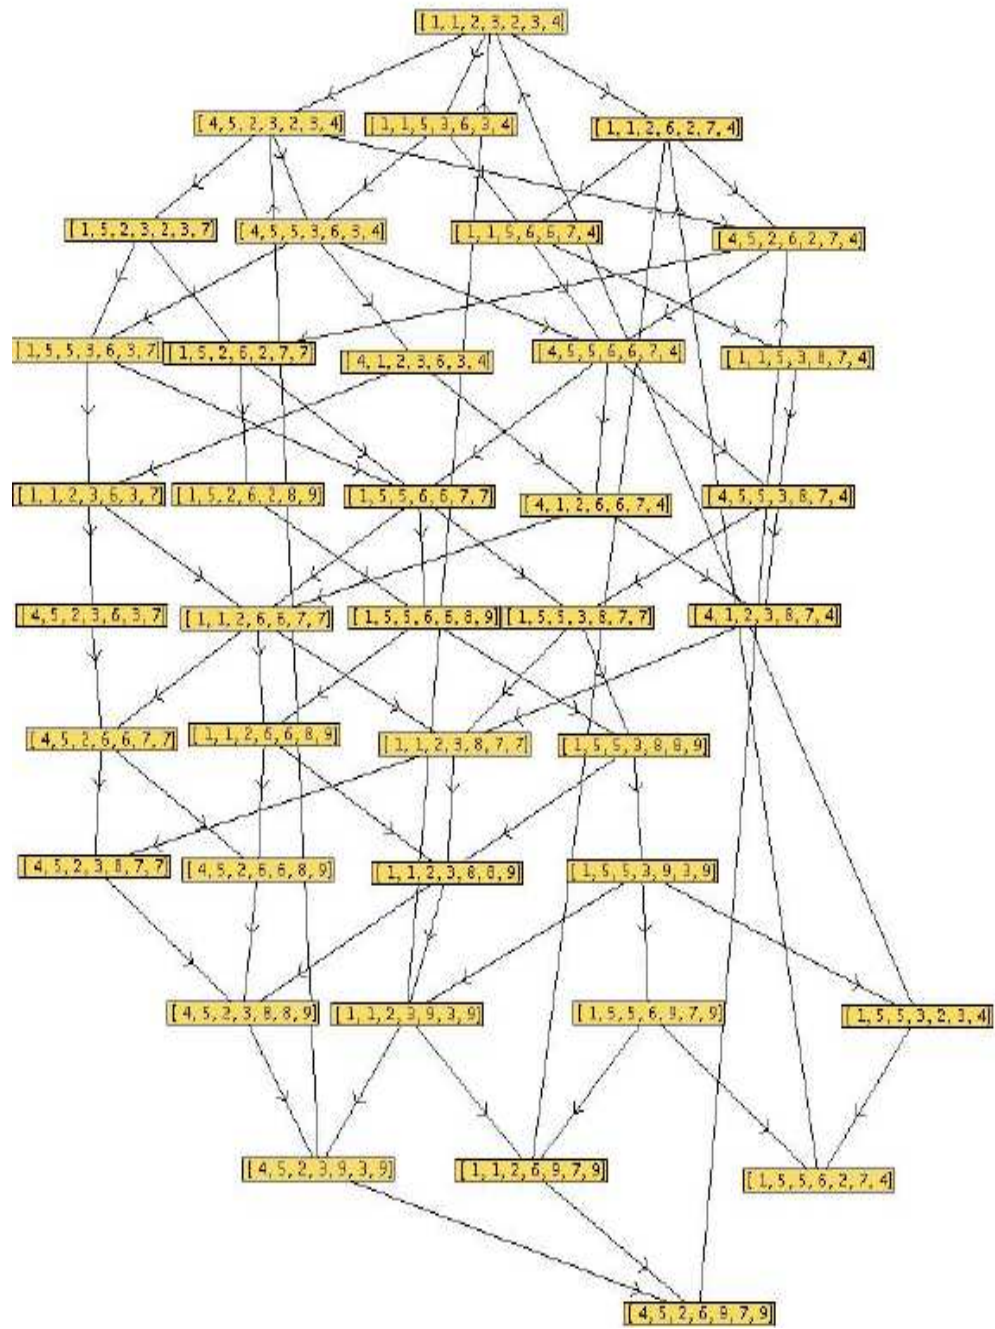 [ 1, 1, 2, 3, 2, 3, 4]
[ 4, 5, 2, 3, 2, 3, 4]
[ 1, 1, 5, 3, 6, 3, 4]
[ 1, 1, 2, 6, 2, 7, 4]
[ 1, 5, 2, 3, 2, 3, 7]
[ 4, 5, 5, 3, 6, 3, 4]
[ 1, 1, 5, 6, 6, 7, 4]
[ 4, 5, 2, 6, 2, 7, 4]
[ 1, 5, 5, 3, 6, 3, 7]
[ 1, 5, 2, 6, 2, 7, 7]
[ 4, 1, 2, 3, 6, 3, 4]
[ 4, 5, 5, 6, 6, 7, 4]
[ 1, 1, 5, 3, 8, 7, 4]
[ 1, 1, 2, 3, 6, 3, 7]
[ 1, 5, 2, 6, 2, 8, 9]
[ 1, 5, 5, 6, 6, 7, 7]
[ 4, 1, 2, 6, 6, 7, 4]
[ 4, 5, 5, 3, 8, 7, 4]
[ 4, 5, 2, 3, 6, 3, 7]
[ 1, 1, 2, 6, 6, 7, 7]
[ 1, 5, 5, 6, 6, 8, 9]
[ 1, 5, 5, 3, 8, 7, 7]
[ 4, 1, 2, 3, 8, 7, 4]
[ 4, 5, 2, 6, 6, 7, 7]
[ 1, 1, 2, 6, 6, 8, 9]
[ 1, 1, 2, 3, 8, 7, 7]
[ 1, 5, 5, 3, 8, 8, 9]
[ 4, 5, 2, 3, 8, 7, 7]
[ 4, 5, 2, 6, 6, 8, 9]
[ 1, 1, 2, 3, 8, 8, 9]
[ 1, 5, 5, 3, 9, 3, 9]
[ 4, 5, 2, 3, 8, 8, 9]
[ 1, 1, 2, 3, 9, 3, 9]
[ 1, 5, 5, 6, 9, 7, 9]
[ 1, 5, 5, 3, 2, 3, 4]
[ 4, 5, 2, 3, 9, 3, 9]
[ 1, 1, 2, 6, 9, 7, 9]
[ 1, 5, 5, 6, 2, 7, 4]
[ 4, 5, 2, 6, 9, 7, 9]